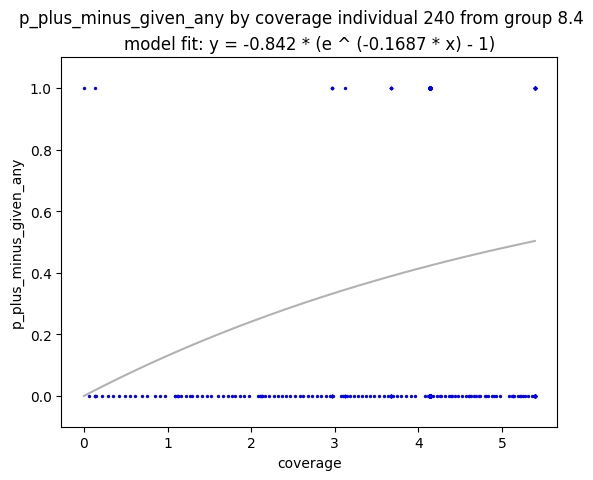 p_plus_minus_given_any by coverage individual 240 from group 8.4
model fit: y = -0.842 * (e ^ (-0.1687 * x) - 1)
1.0
0.8
0.6
0.4
0.2
0.0
p_plus_minus_given_any
0 1 2 3 4 5
coverage